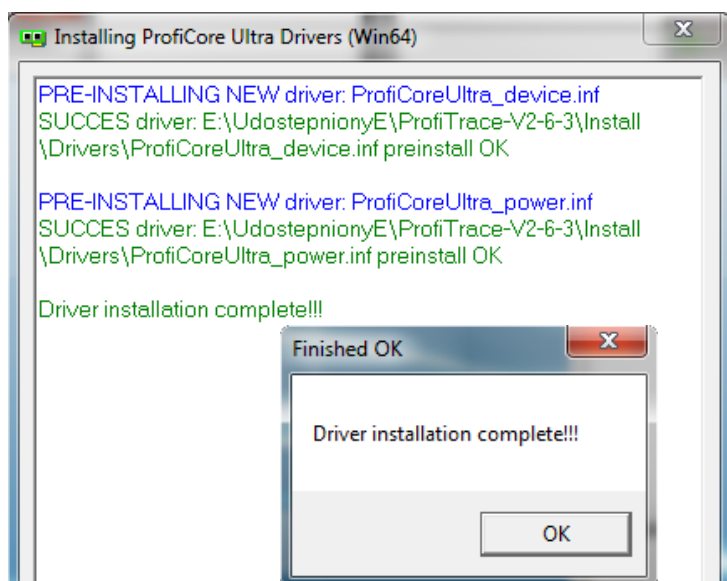 Installing ProfiCore Ultra Drivers (Win64)
PRE-INSTALLING NEW driver: ProfiCoreUltra_device.inf
SUCCES driver: E:\UdostepnionyE\ProfiTrace-V2-6-3\Install
\Drivers\ProfiCoreUltra_device.inf preinstall OK
PRE-INSTALLING NEW driver: ProfiCoreUltra_power.inf
SUCCES driver: E:\UdostepnionyE\ProfiTrace-V2-6-3\Install
\Drivers\ProfiCoreUltra_power.inf preinstall OK
Driver installation complete!!!
Finished OK
Driver installation complete!!!
OK